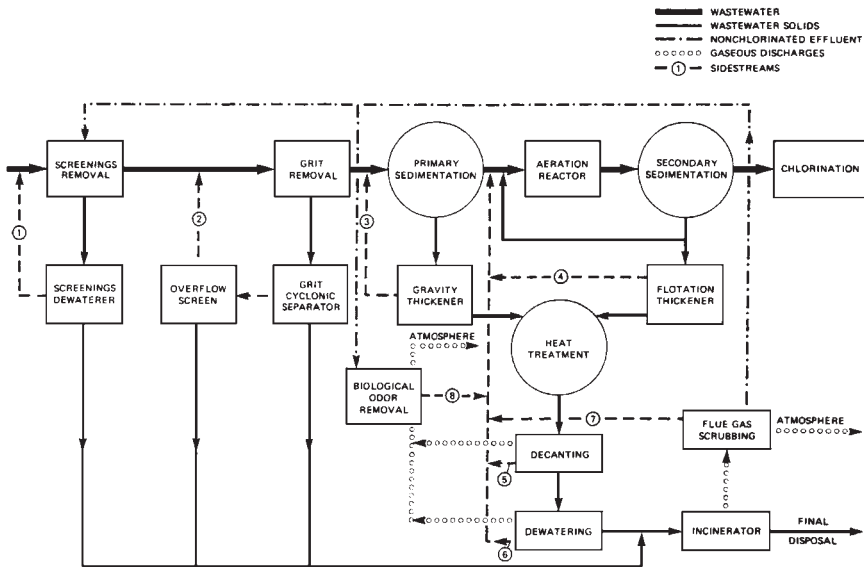 WASTEWATER
WASTEWATER SOLIDS
NONCHLORINATED EFFLUENT
GASEOUS DISCHARGES
1 SIDESTREAMS
SCREENINGS
REMOVAL
GRIT
REMOVAL
PRIMARY
SEDIMENTATION
AERATION
REACTOR
SECONDARY
SEDIMENTATION
CHLORINATION
1
2
3
4
SCREENINGS
DEWATERER
OVERFLOW
SCREEN
GRIT
CYCLONIC
SEPARATOR
GRAVITY
THICKENER
FLOTATION
THICKENER
ATMOSPHERE
HEAT
TREATMENT
BIOLOGICAL
ODOR
REMOVAL
8
7
FLUE GAS
SCRUBBING
ATMOSPHERE
DECANTING
5
DEWATERING
6
INCINERATOR
FINAL
DISPOSAL